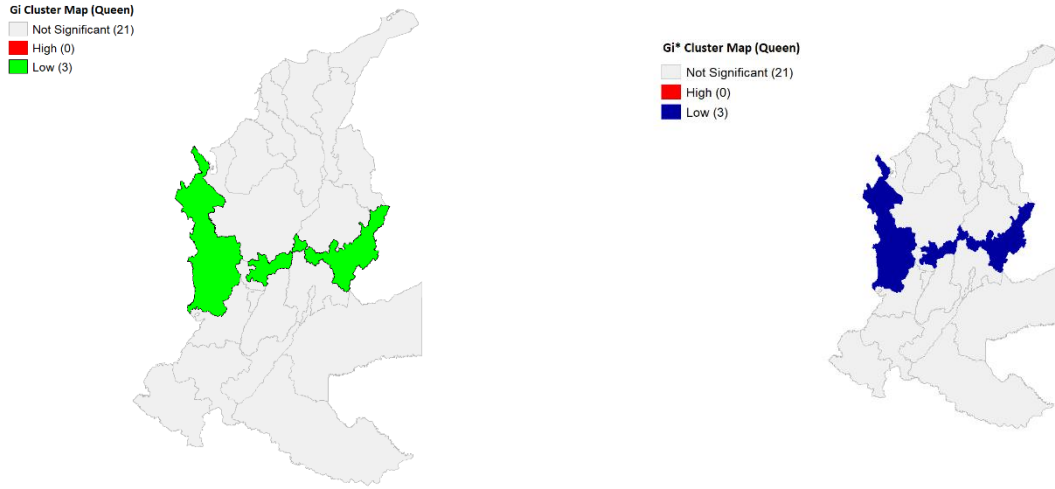 Gi Cluster Map (Queen)
Not Significant (21)
High (0)
Low (3)
Gi* Cluster Map (Queen)
Not Significant (21)
High (0)
Low (3)